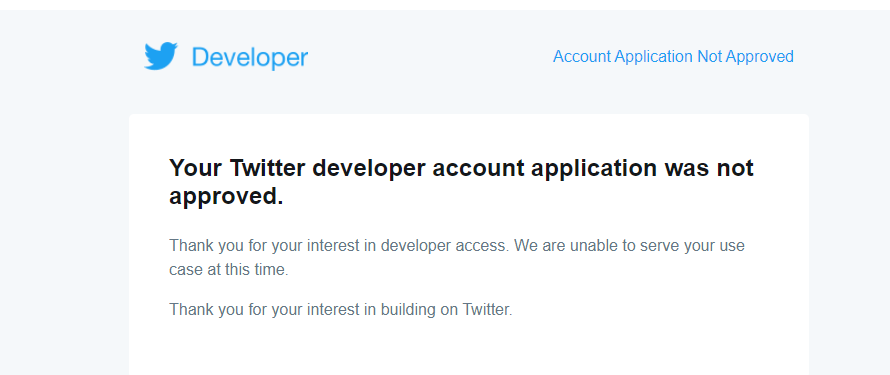 Developer
Account Application Not Approved
Your Twitter developer account application was not
approved.
Thank you for your interest in developer access. We are unable to serve your use
case at this time.
Thank you for your interest in building on Twitter.